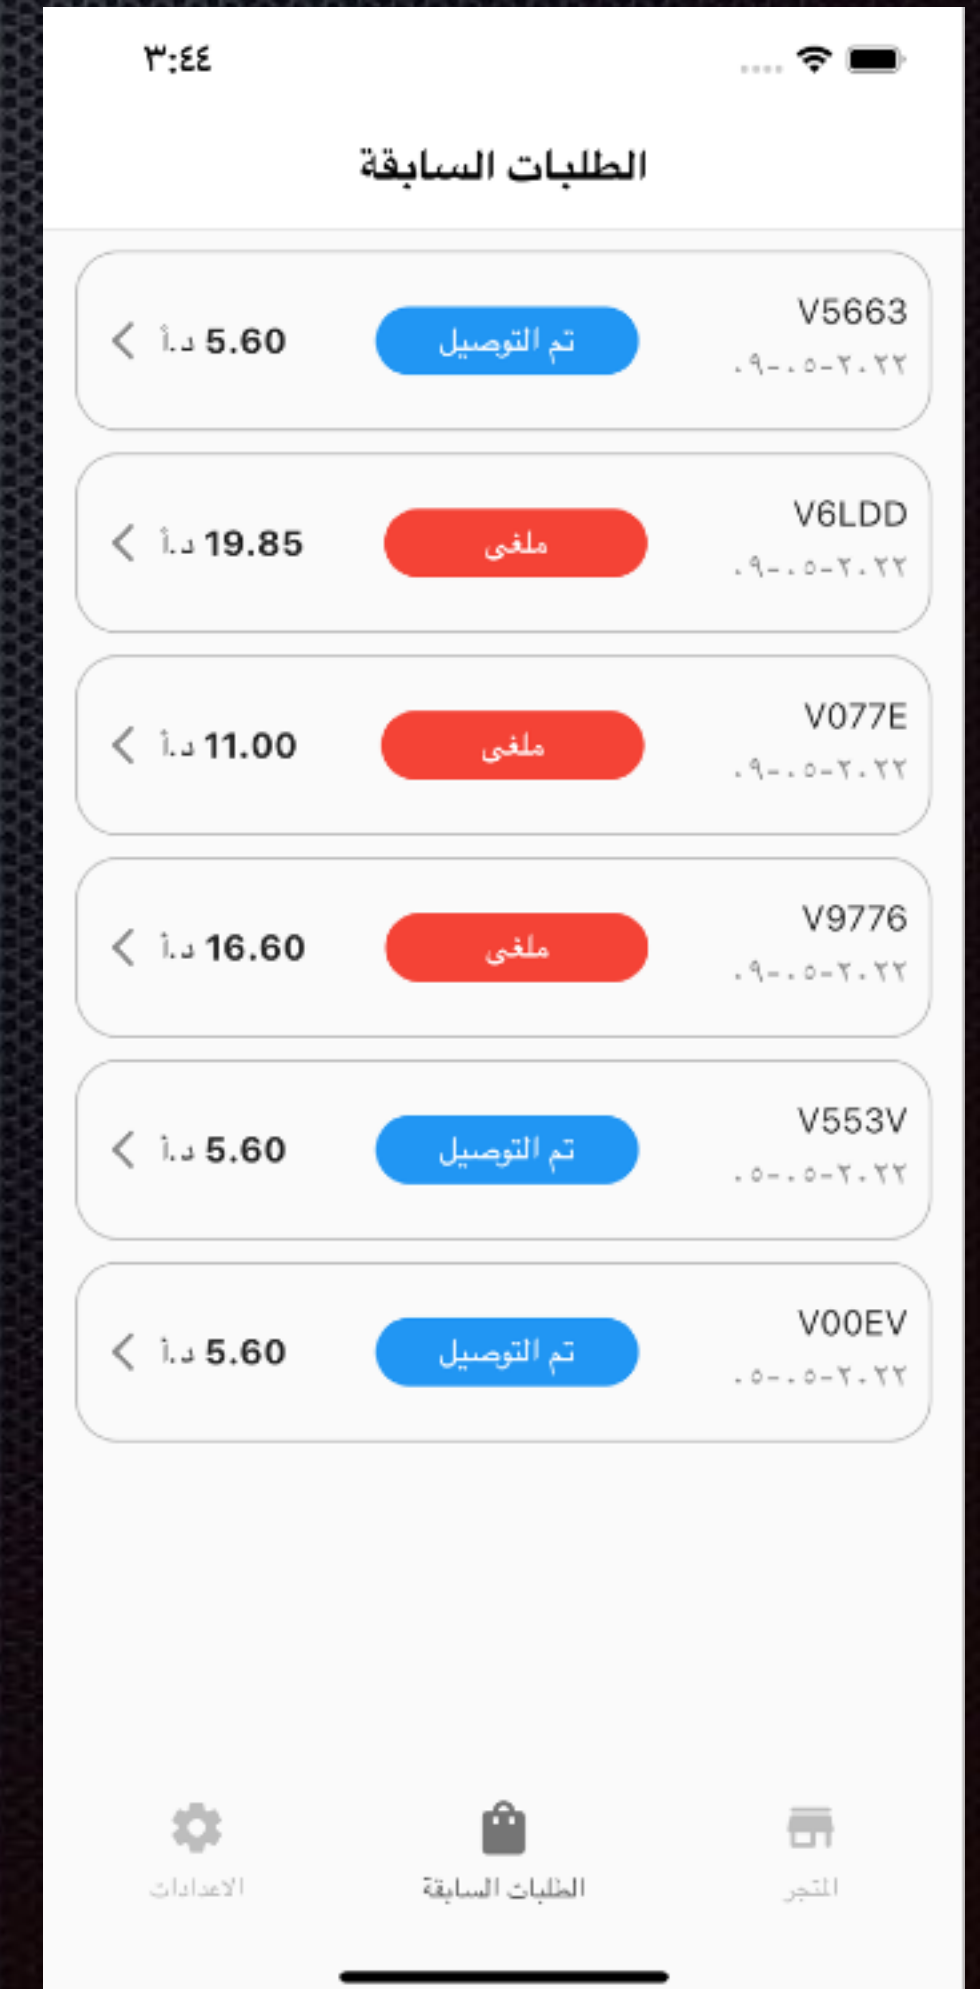 ٣:٤٤
الطلبات السابقة
V5663
٠٩-٠٥-٢٠٢٢
تم التوصيل
5.60 د.أ
V6LDD
٠٩-٠٥-٢٠٢٢
ملغى
19.85 د.أ
V077E
٠٩-٠٥-٢٠٢٢
ملغى
11.00 د.أ
V9776
٠٩-٠٥-٢٠٢٢
ملغى
16.60 د.أ
V553V
٠٥-٠٥-٢٠٢٢
تم التوصيل
5.60 د.أ
V00EV
٠٥-٠٥-٢٠٢٢
تم التوصيل
5.60 د.أ
المتجر
الطلبات السابقة
الاعدادات